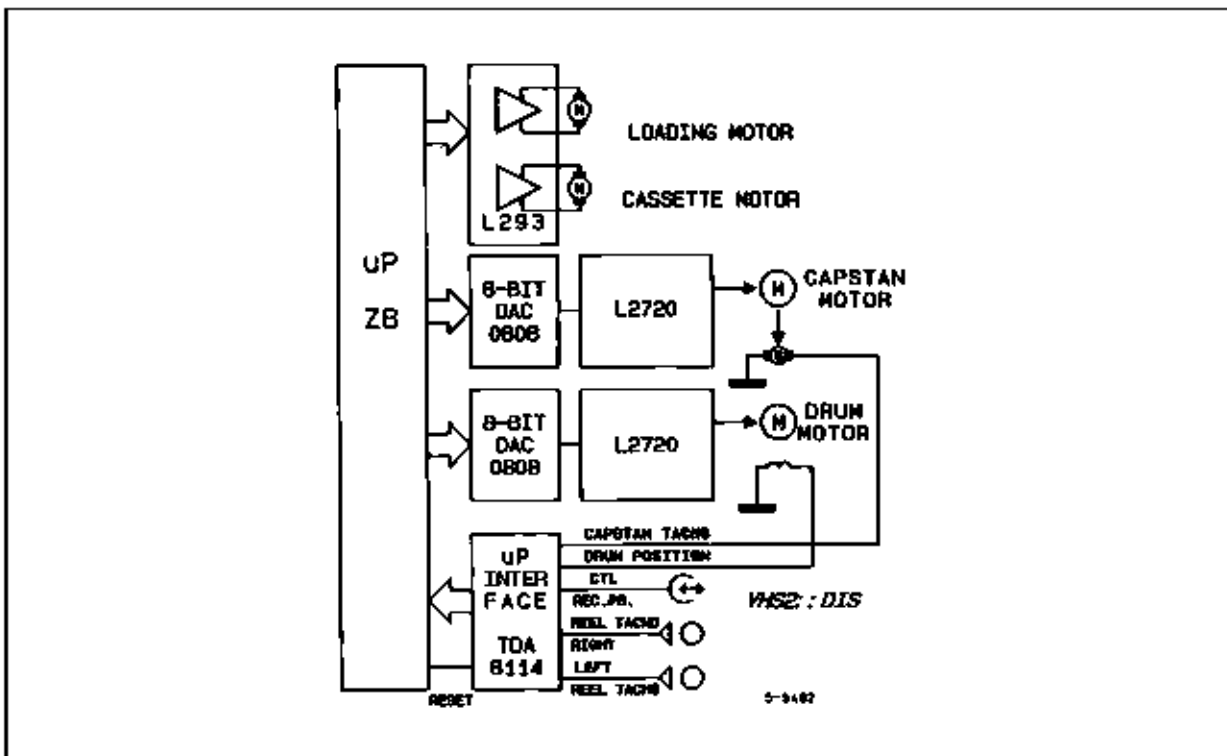 LOADING MOTOR
CASSETTE MOTOR
L293
uP
Z8
8-BIT
DAC
0808
L2720
CAPSTAN
MOTOR
8-BIT
DAC
0808
L2720
DRUM
MOTOR
CAPSTAN TACHO
DRUM POSITION
uP
INTER
FACE
TDA
8114
CTL
REC.PB.
REEL TACHO
RIGHT
LEFT
REEL TACHO
RESET
VHS2::DIS
M
M
M
M